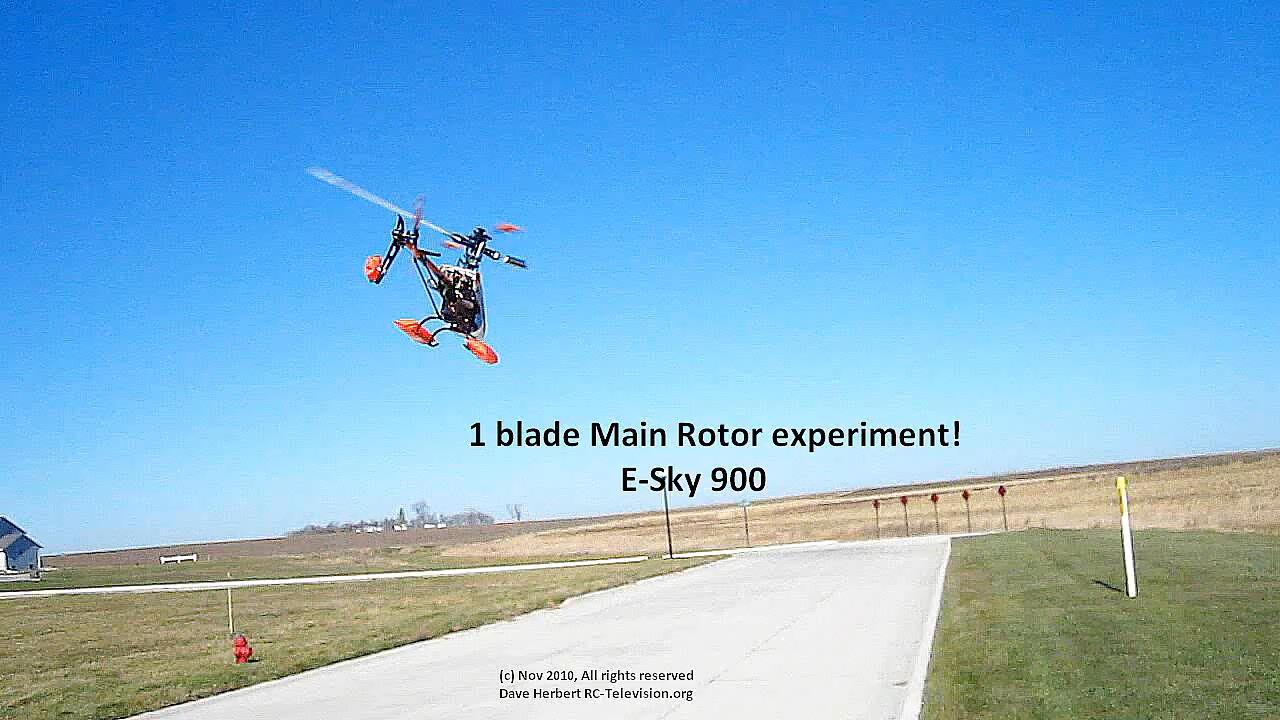 1 blade Main Rotor experiment!
E-Sky 900
(c) Nov 2010, All rights reserved
Dave Herbert RC-Television.org